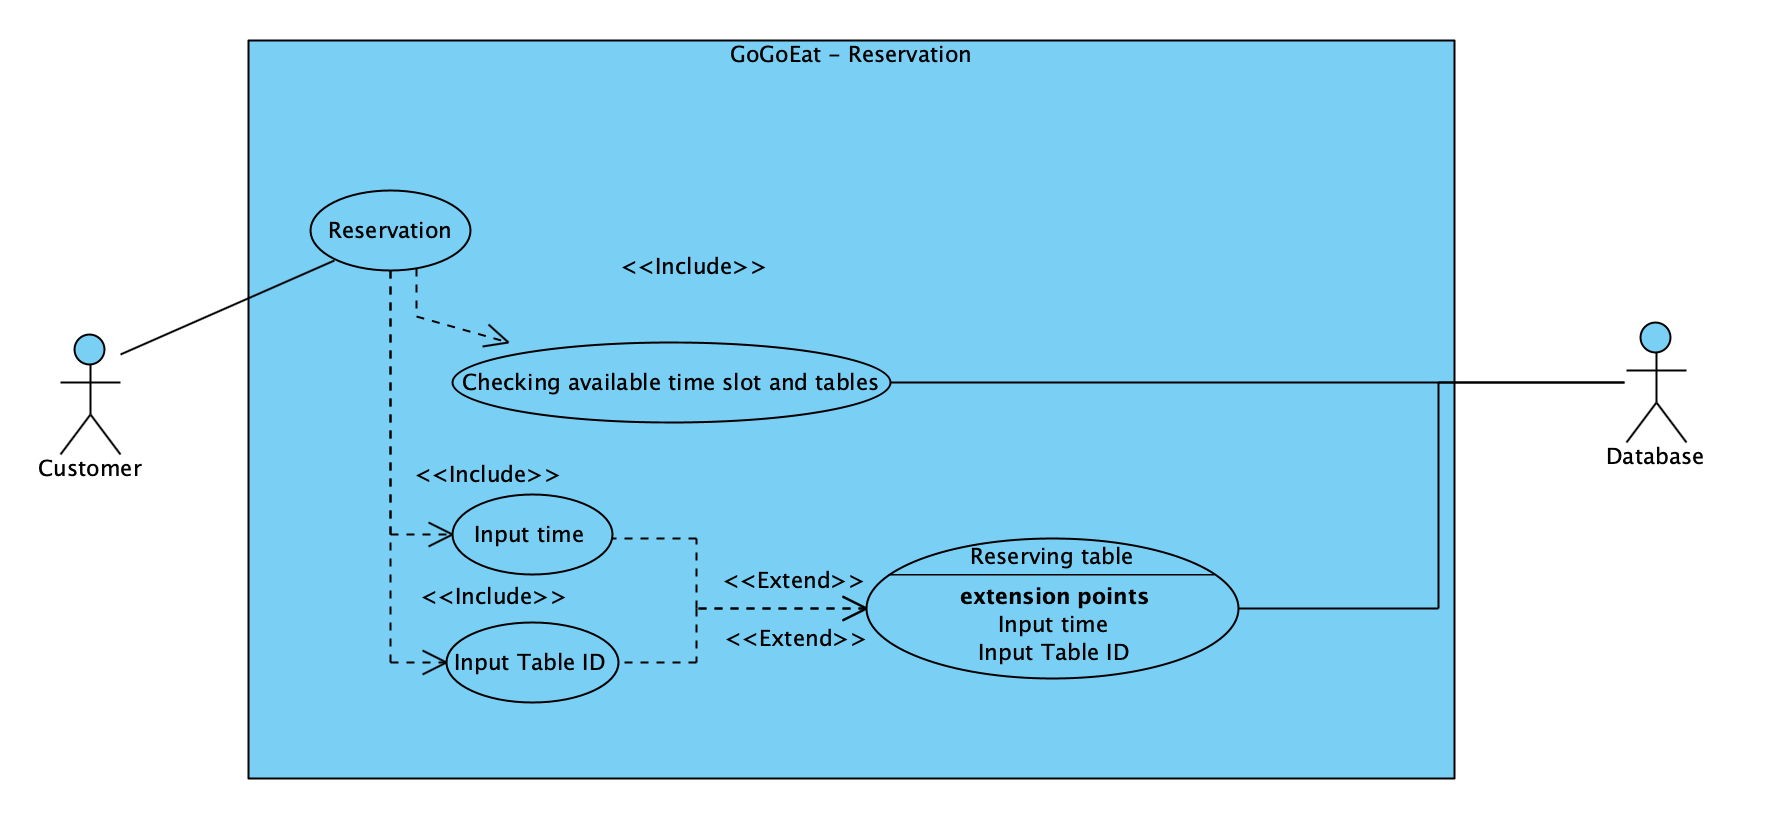 GoGoEat - Reservation
Reservation
<<Include>>
Checking available time slot and tables
Customer
Database
<<Include>>
Input time
<<Include>>
Input Table ID
<<Extend>>
<<Extend>>
Reserving table
extension points
Input time
Input Table ID